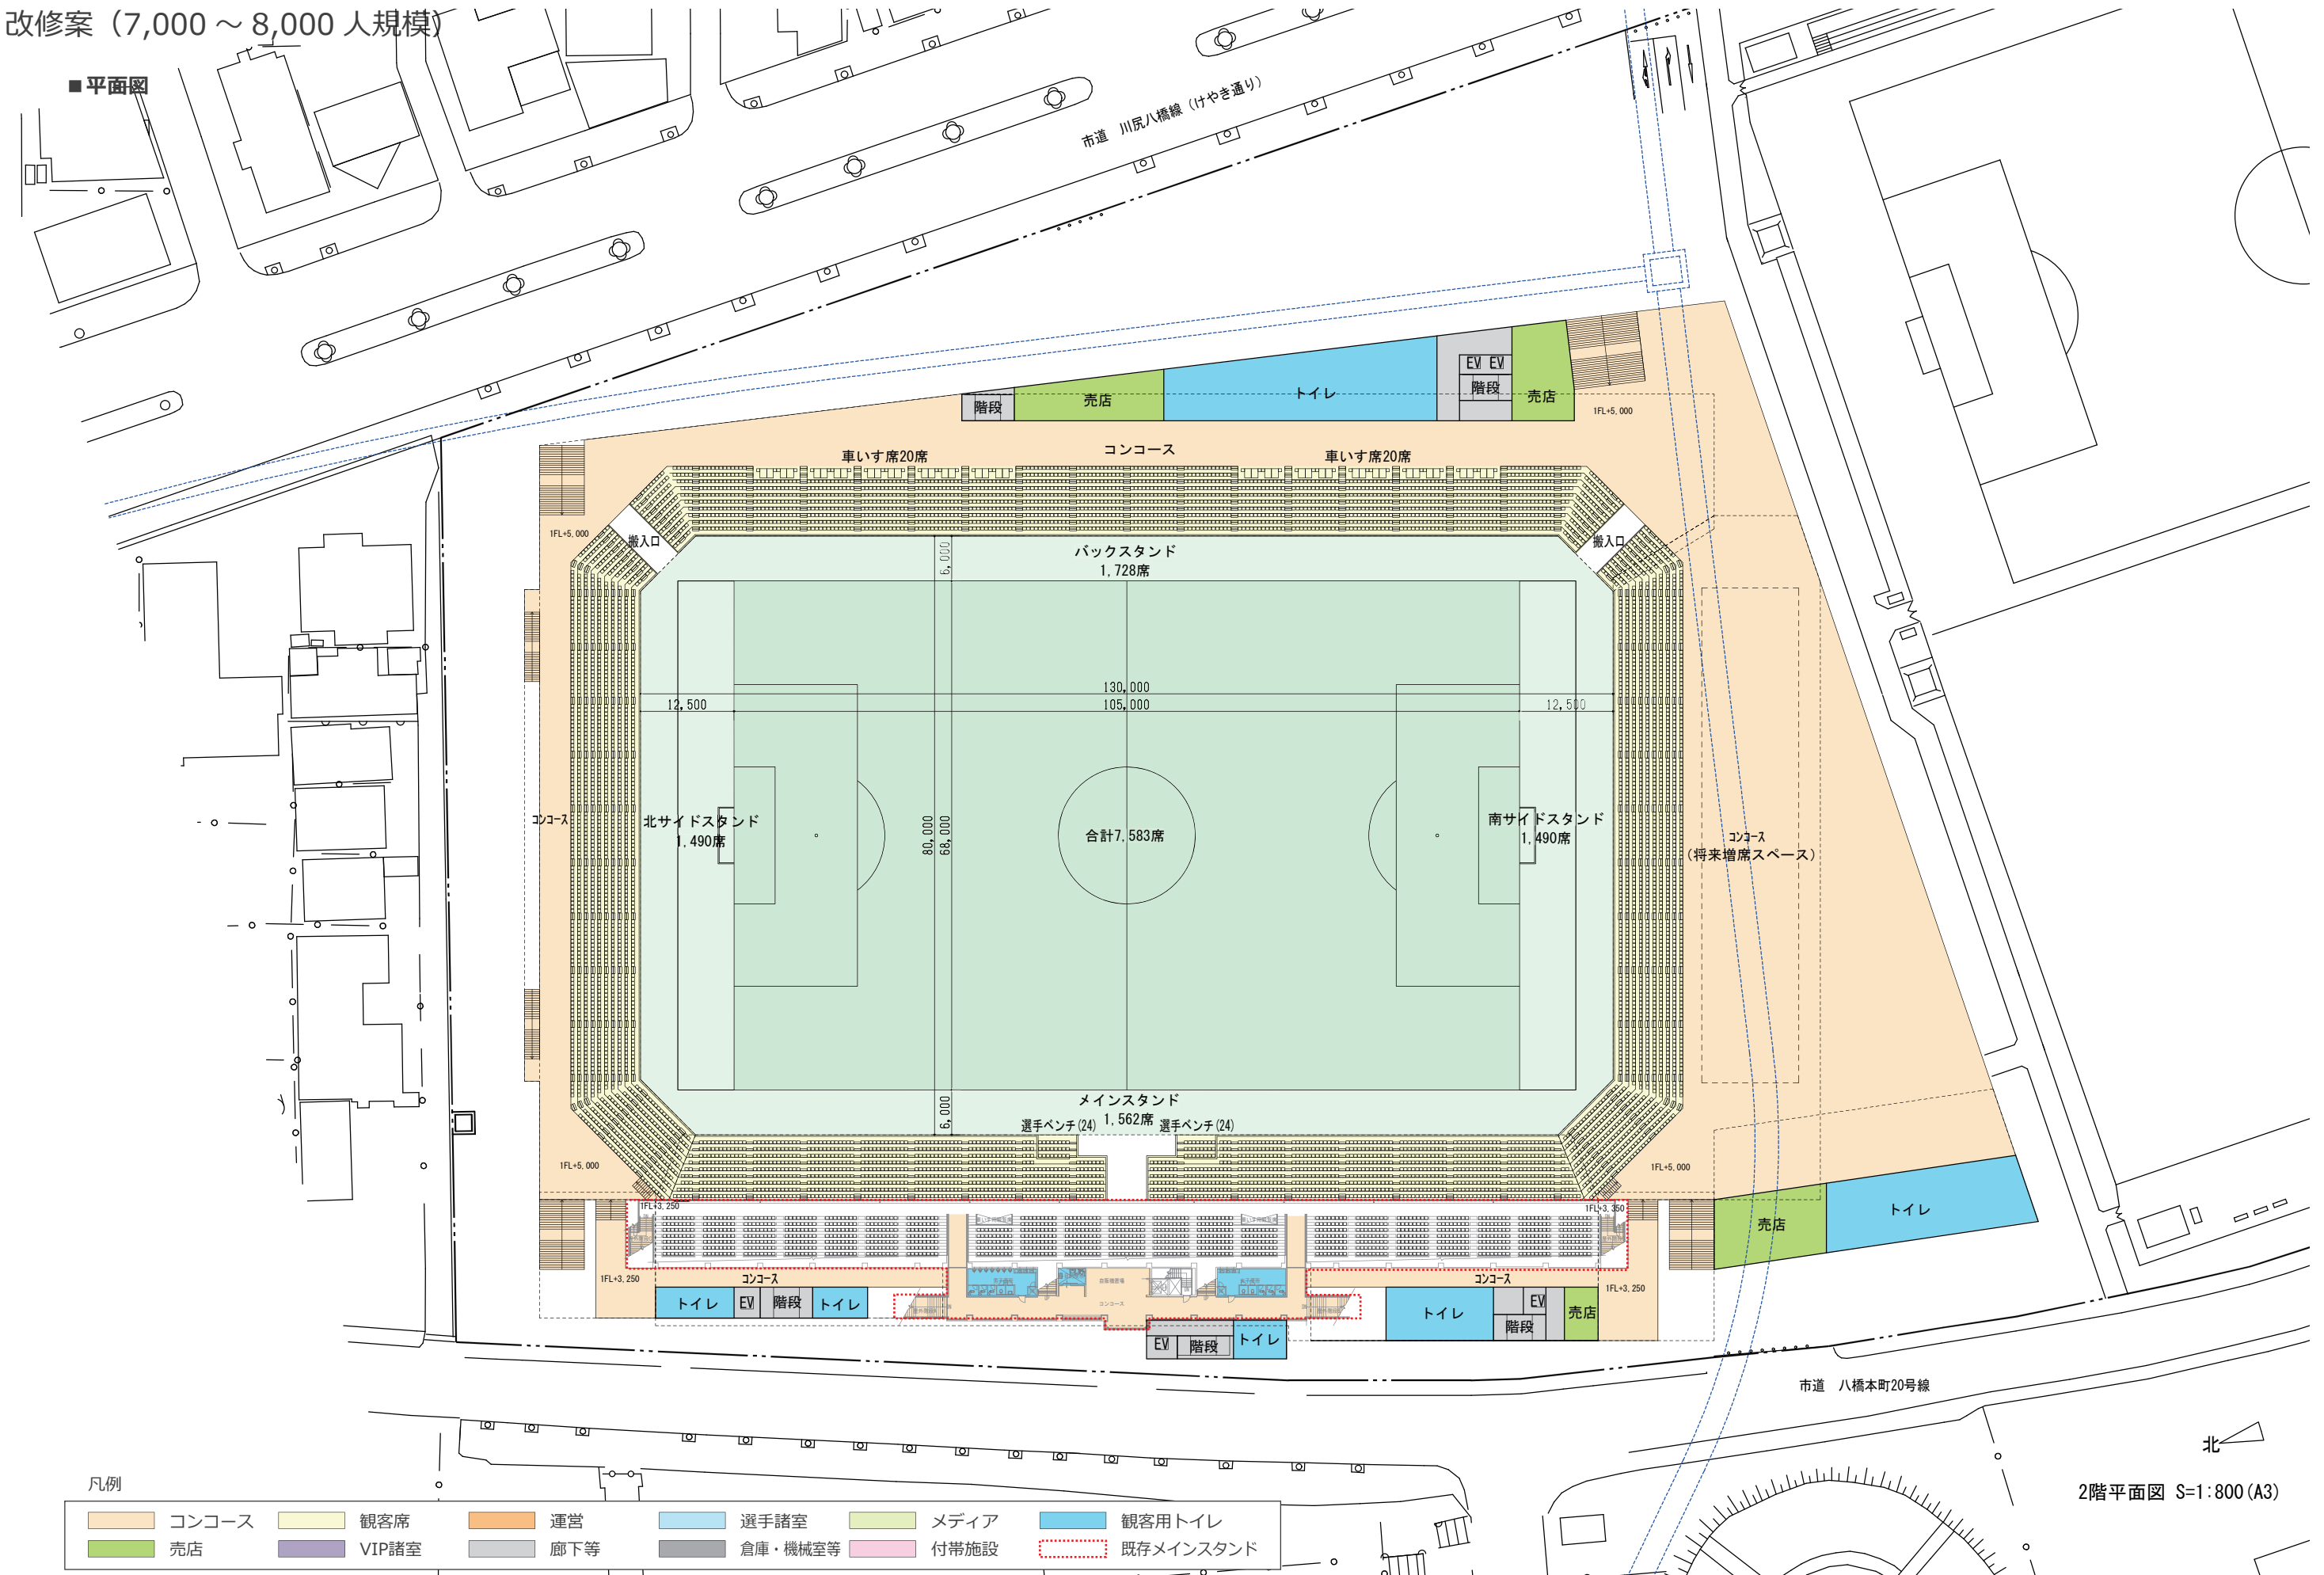 改修案（7,000 ～ 8,000 人規模）
■平面図
市道　川尻八橋線（けやき通り）
EV EV
階段
売店
トイレ
階段
売店
1FL+5,000
車いす席20席
コンコース
車いす席20席
1FL+5,000
搬入口
搬入口
6,000
バックスタンド
1,728席
130,000
12,500
105,000
12,500
コンコース
北サイドスタンド
1,490席
80,000
68,000
合計7,583席
南サイドスタンド
1,490席
コンコース
(将来増席スペース)
6,000
メインスタンド
1,562席
選手ベンチ(24)
選手ベンチ(24)
1FL+5,000
1FL+5,000
1FL+3,250
1FL+3,350
売店
トイレ
1FL+3,250
コンコース
コンコース
1FL+3,250
コンコース
トイレ
EV
階段
トイレ
トイレ
EV
階段
売店
EV
階段
トイレ
市道　八橋本町20号線
北
2階平面図 S=1:800(A3)
凡例
コンコース
観客席
運営
選手諸室
メディア
観客用トイレ
売店
VIP諸室
廊下等
倉庫・機械室等
付帯施設
既存メインスタンド